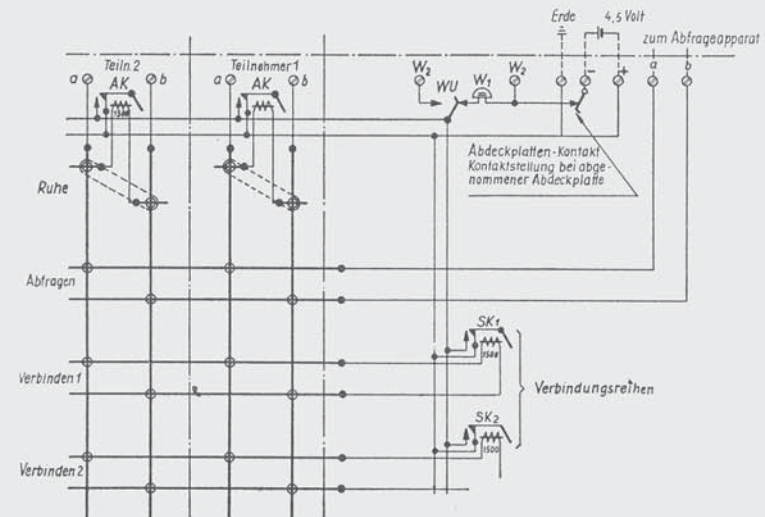 Erde
4,5 Volt
zum Abfrageapparat
Teiln. 2
Teilnehmer 1
W2
W1
W2
- +
a b
a AK b
a AK b
WU
1500
Abdeckplatten-Kontakt
Kontaktstellung bei abge-
nommener Abdeckplatte
Ruhe
Abfragen
SK1
1500
Verbinden 1
Verbindungsreihen
SK2
1500
Verbinden 2